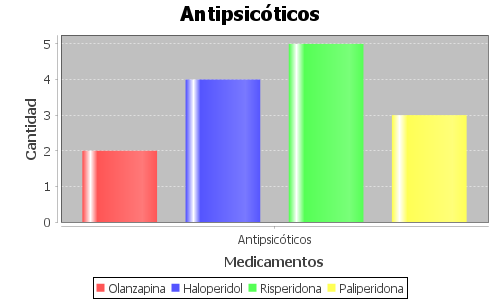 Antipsicóticos
Cantidad
5
4
3
2
1
0
Antipsicóticos
Medicamentos
Olanzapina Haloperidol Risperidona Paliperidona